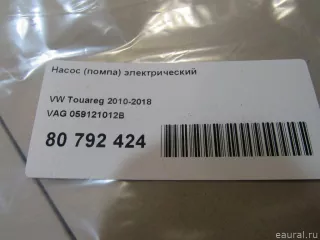 Насос (помпа) электрический
VW Touareg 2010-2018
VAG 059121012B
80 792 424
eaural.ru